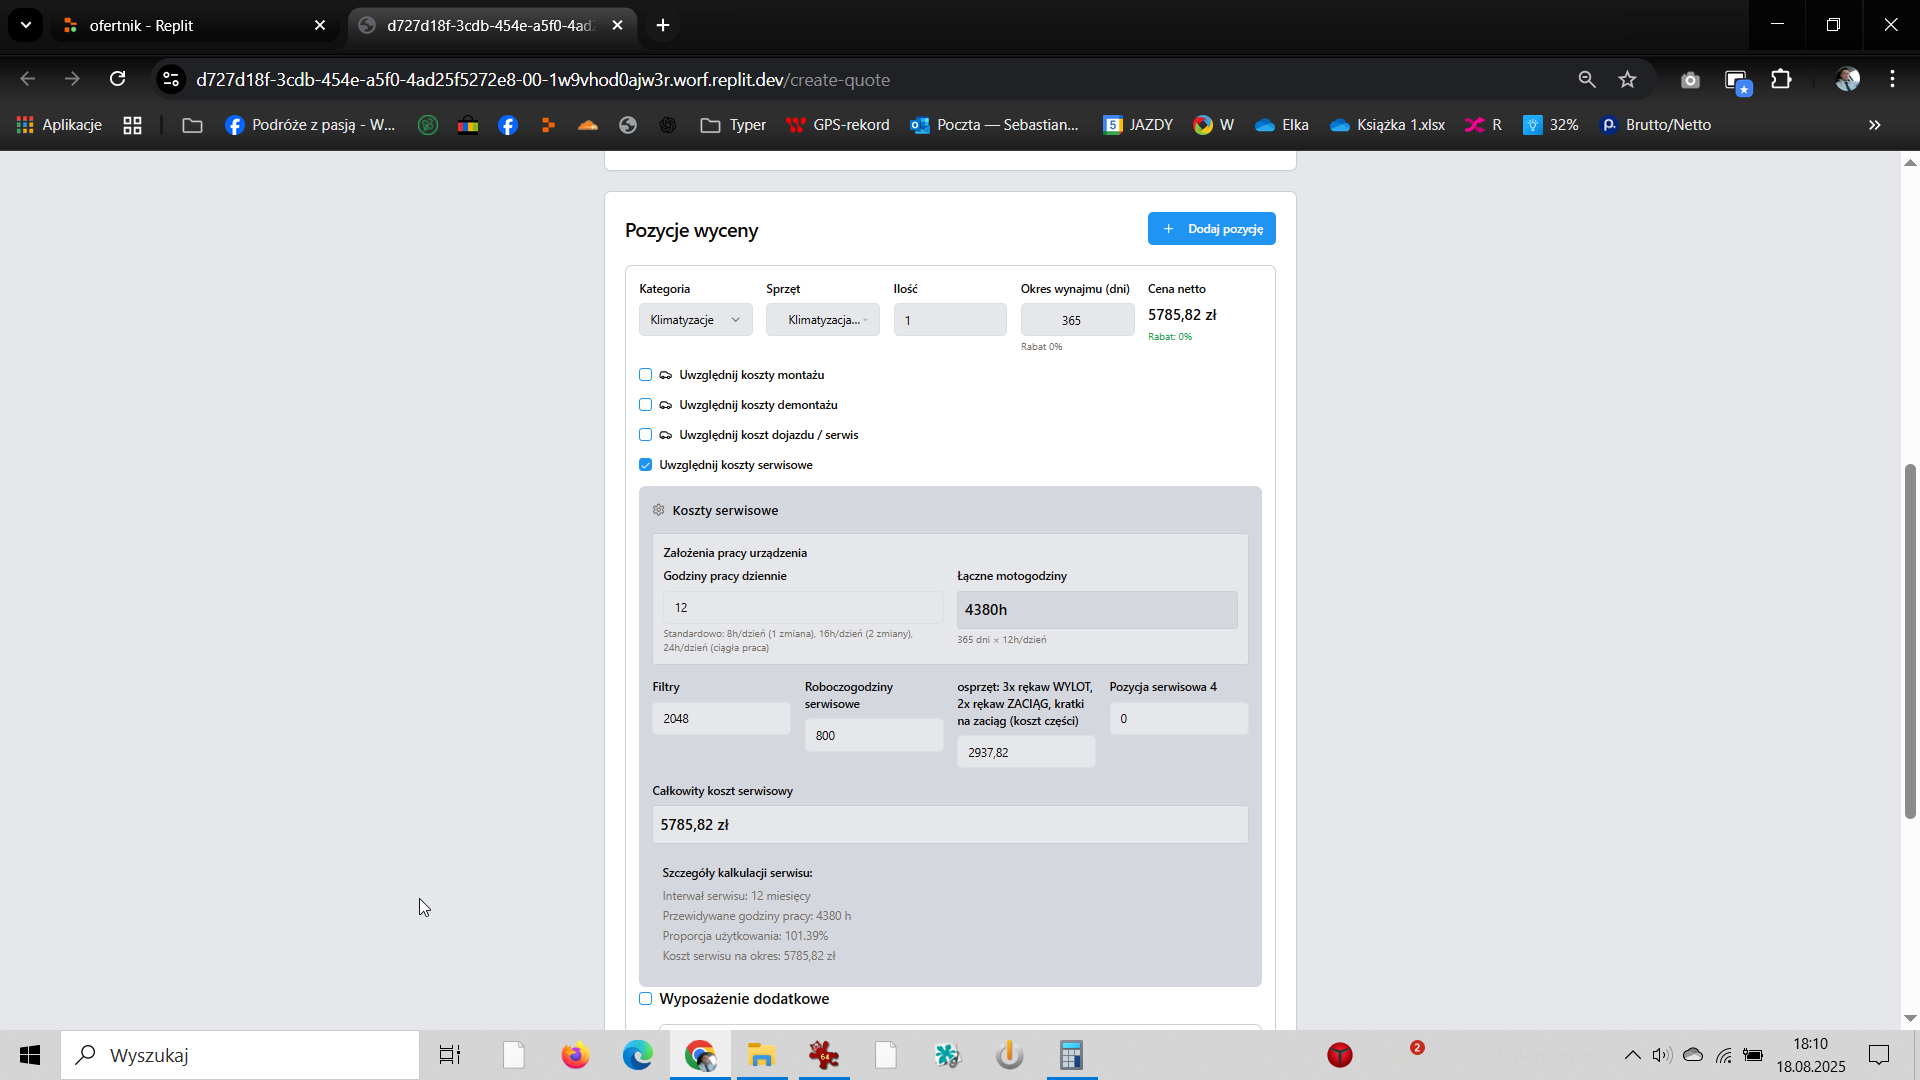 ofertnik - Replit
d727d18f-3cdb-454e-a5f0-4ad2
d727d18f-3cdb-454e-a5f0-4ad25f5272e8-00-1w9vhod0ajw3r.worf.replit.dev/create-quote
Aplikacje
Podróże z pasją - W...
Typer
GPS-rekord
Poczta — Sebastian...
5
JAZDY
W
Elka
Książka 1.xlsx
R
32%
Brutto/Netto
Pozycje wyceny
+ Dodaj pozycję
Kategoria Sprzęt Ilość Okres wynajmu (dni) Cena netto
Klimatyzacje Klimatyzacja... 1 365 5785,82 zł
Rabat 0% Rabat: 0%
Uwzględnij koszty montażu
Uwzględnij koszty demontażu
Uwzględnij koszt dojazdu / serwis
Uwzględnij koszty serwisowe
Koszty serwisowe
Założenia pracy urządzenia
Godziny pracy dziennie
12
Standardowo: 8h/dzień (1 zmiana), 16h/dzień (2 zmiany),
24h/dzień (ciągła praca)
Łączne motogodziny
4380h
365 dni × 12h/dzień
Filtry
2048
Roboczogodziny
serwisowe
800
osprzęt: 3x rękaw WYLOT,
2x rękaw ZACIĄG, kratki
na zaciąg (koszt części)
2937,82
Pozycja serwisowa 4
0
Całkowity koszt serwisowy
5785,82 zł
Szczegóły kalkulacji serwisu:
Interwał serwisu: 12 miesięcy
Przewidywane godziny pracy: 4380 h
Proporcja użytkowania: 101.39%
Koszt serwisu na okres: 5785,82 zł
Wyposażenie dodatkowe
Wyszukaj
64
2
18:10
18.08.2025